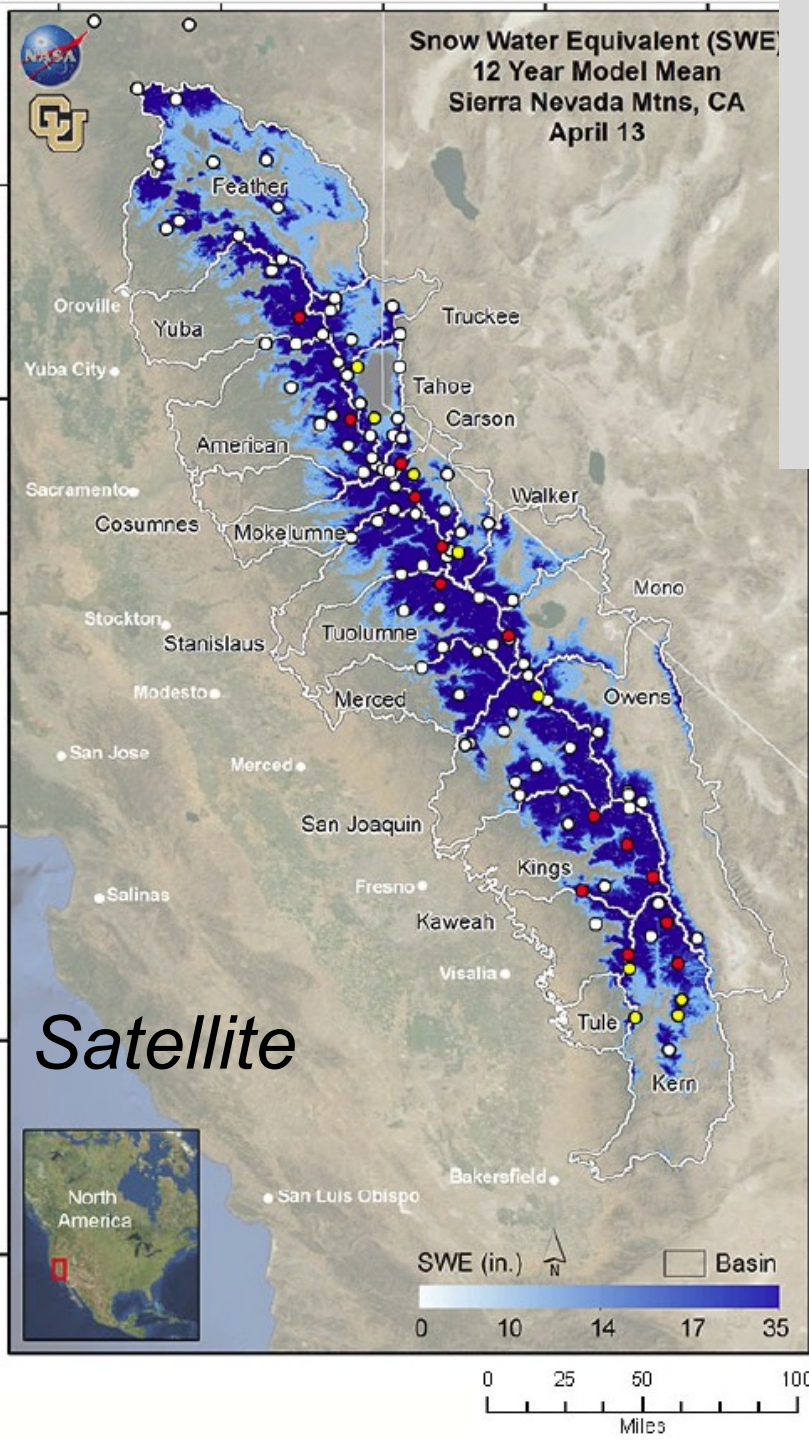 Snow Water Equivalent (SWE)
12 Year Model Mean
Sierra Nevada Mtns, CA
April 13
NASA
CU
Feather
Oroville
Yuba
Truckee
Yuba City
Tahoe
Carson
American
Sacramento
Walker
Cosumnes
Mokelumne
Mono
Stockton
Stanislaus
Tuolumne
Modesto
Merced
Owens
San Jose
Merced
San Joaquin
Kings
Fresno
Salinas
Kaweah
Visalia
Tule
Satellite
Kern
Bakersfield
North
America
San Luis Obispo
SWE (in.)
N
Basin
0 10 14 17 35
0 25 50 100
Miles